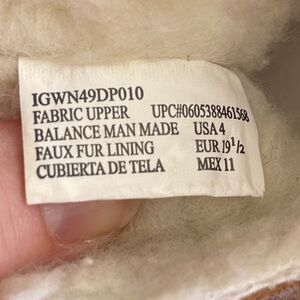 IGWN49DP010
FABRIC UPPER UPC#0605388461568
BALANCE MAN MADE USA 4
FAUX FUR LINING EUR 19 1/2
CUBIERTA DE TELA MEX 11